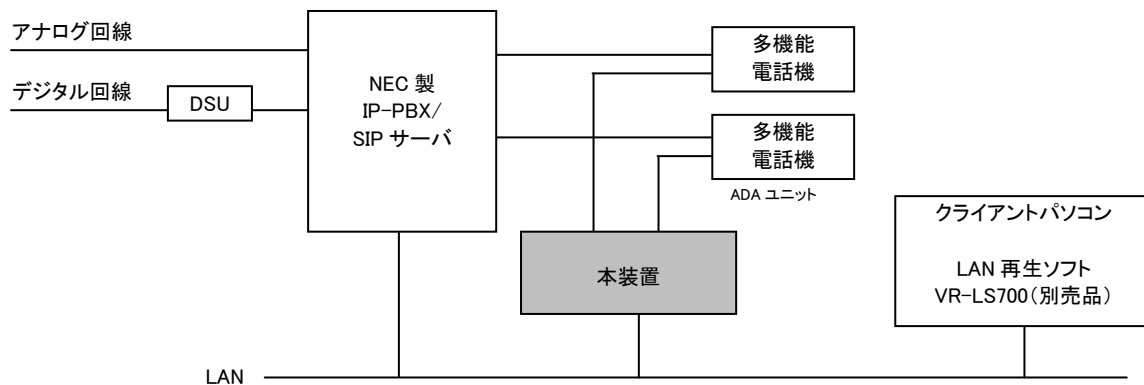 アナログ回線
デジタル回線
DSU
NEC 製
IP-PBX/
SIP サーバ
多機能
電話機
多機能
電話機
ADA ユニット
本装置
クライアントパソコン
LAN 再生ソフト
VR-LS700(別売品)
LAN